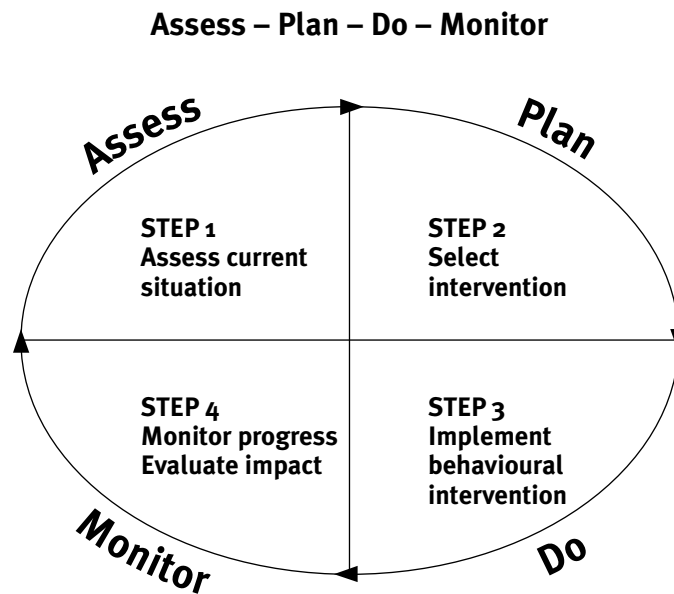 Assess – Plan – Do – Monitor
Assess
Plan
STEP 1
Assess current
situation
STEP 2
Select
intervention
STEP 4
Monitor progress
Evaluate impact
STEP 3
Implement
behavioural
intervention
Monitor
Do